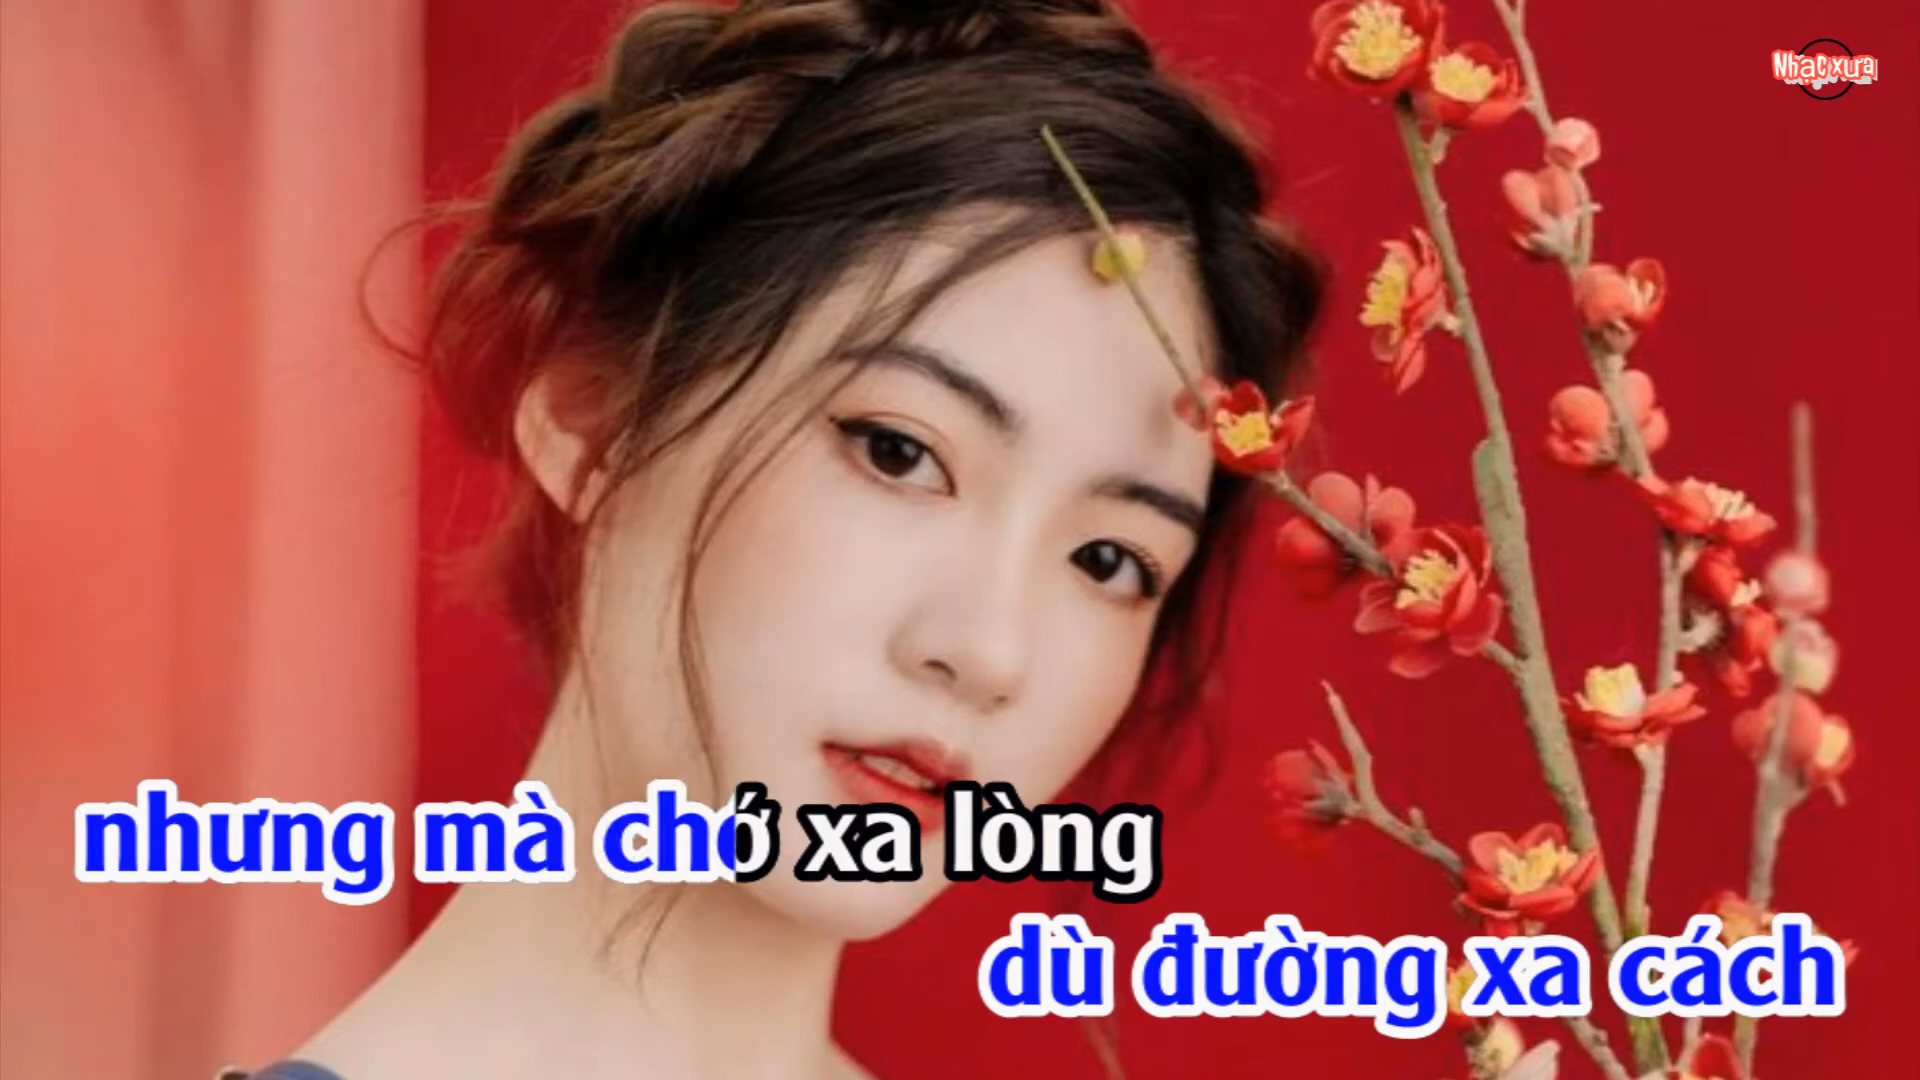 Nhạc xưa
nhưng mà chớ xa lòng
dù đường xa cách